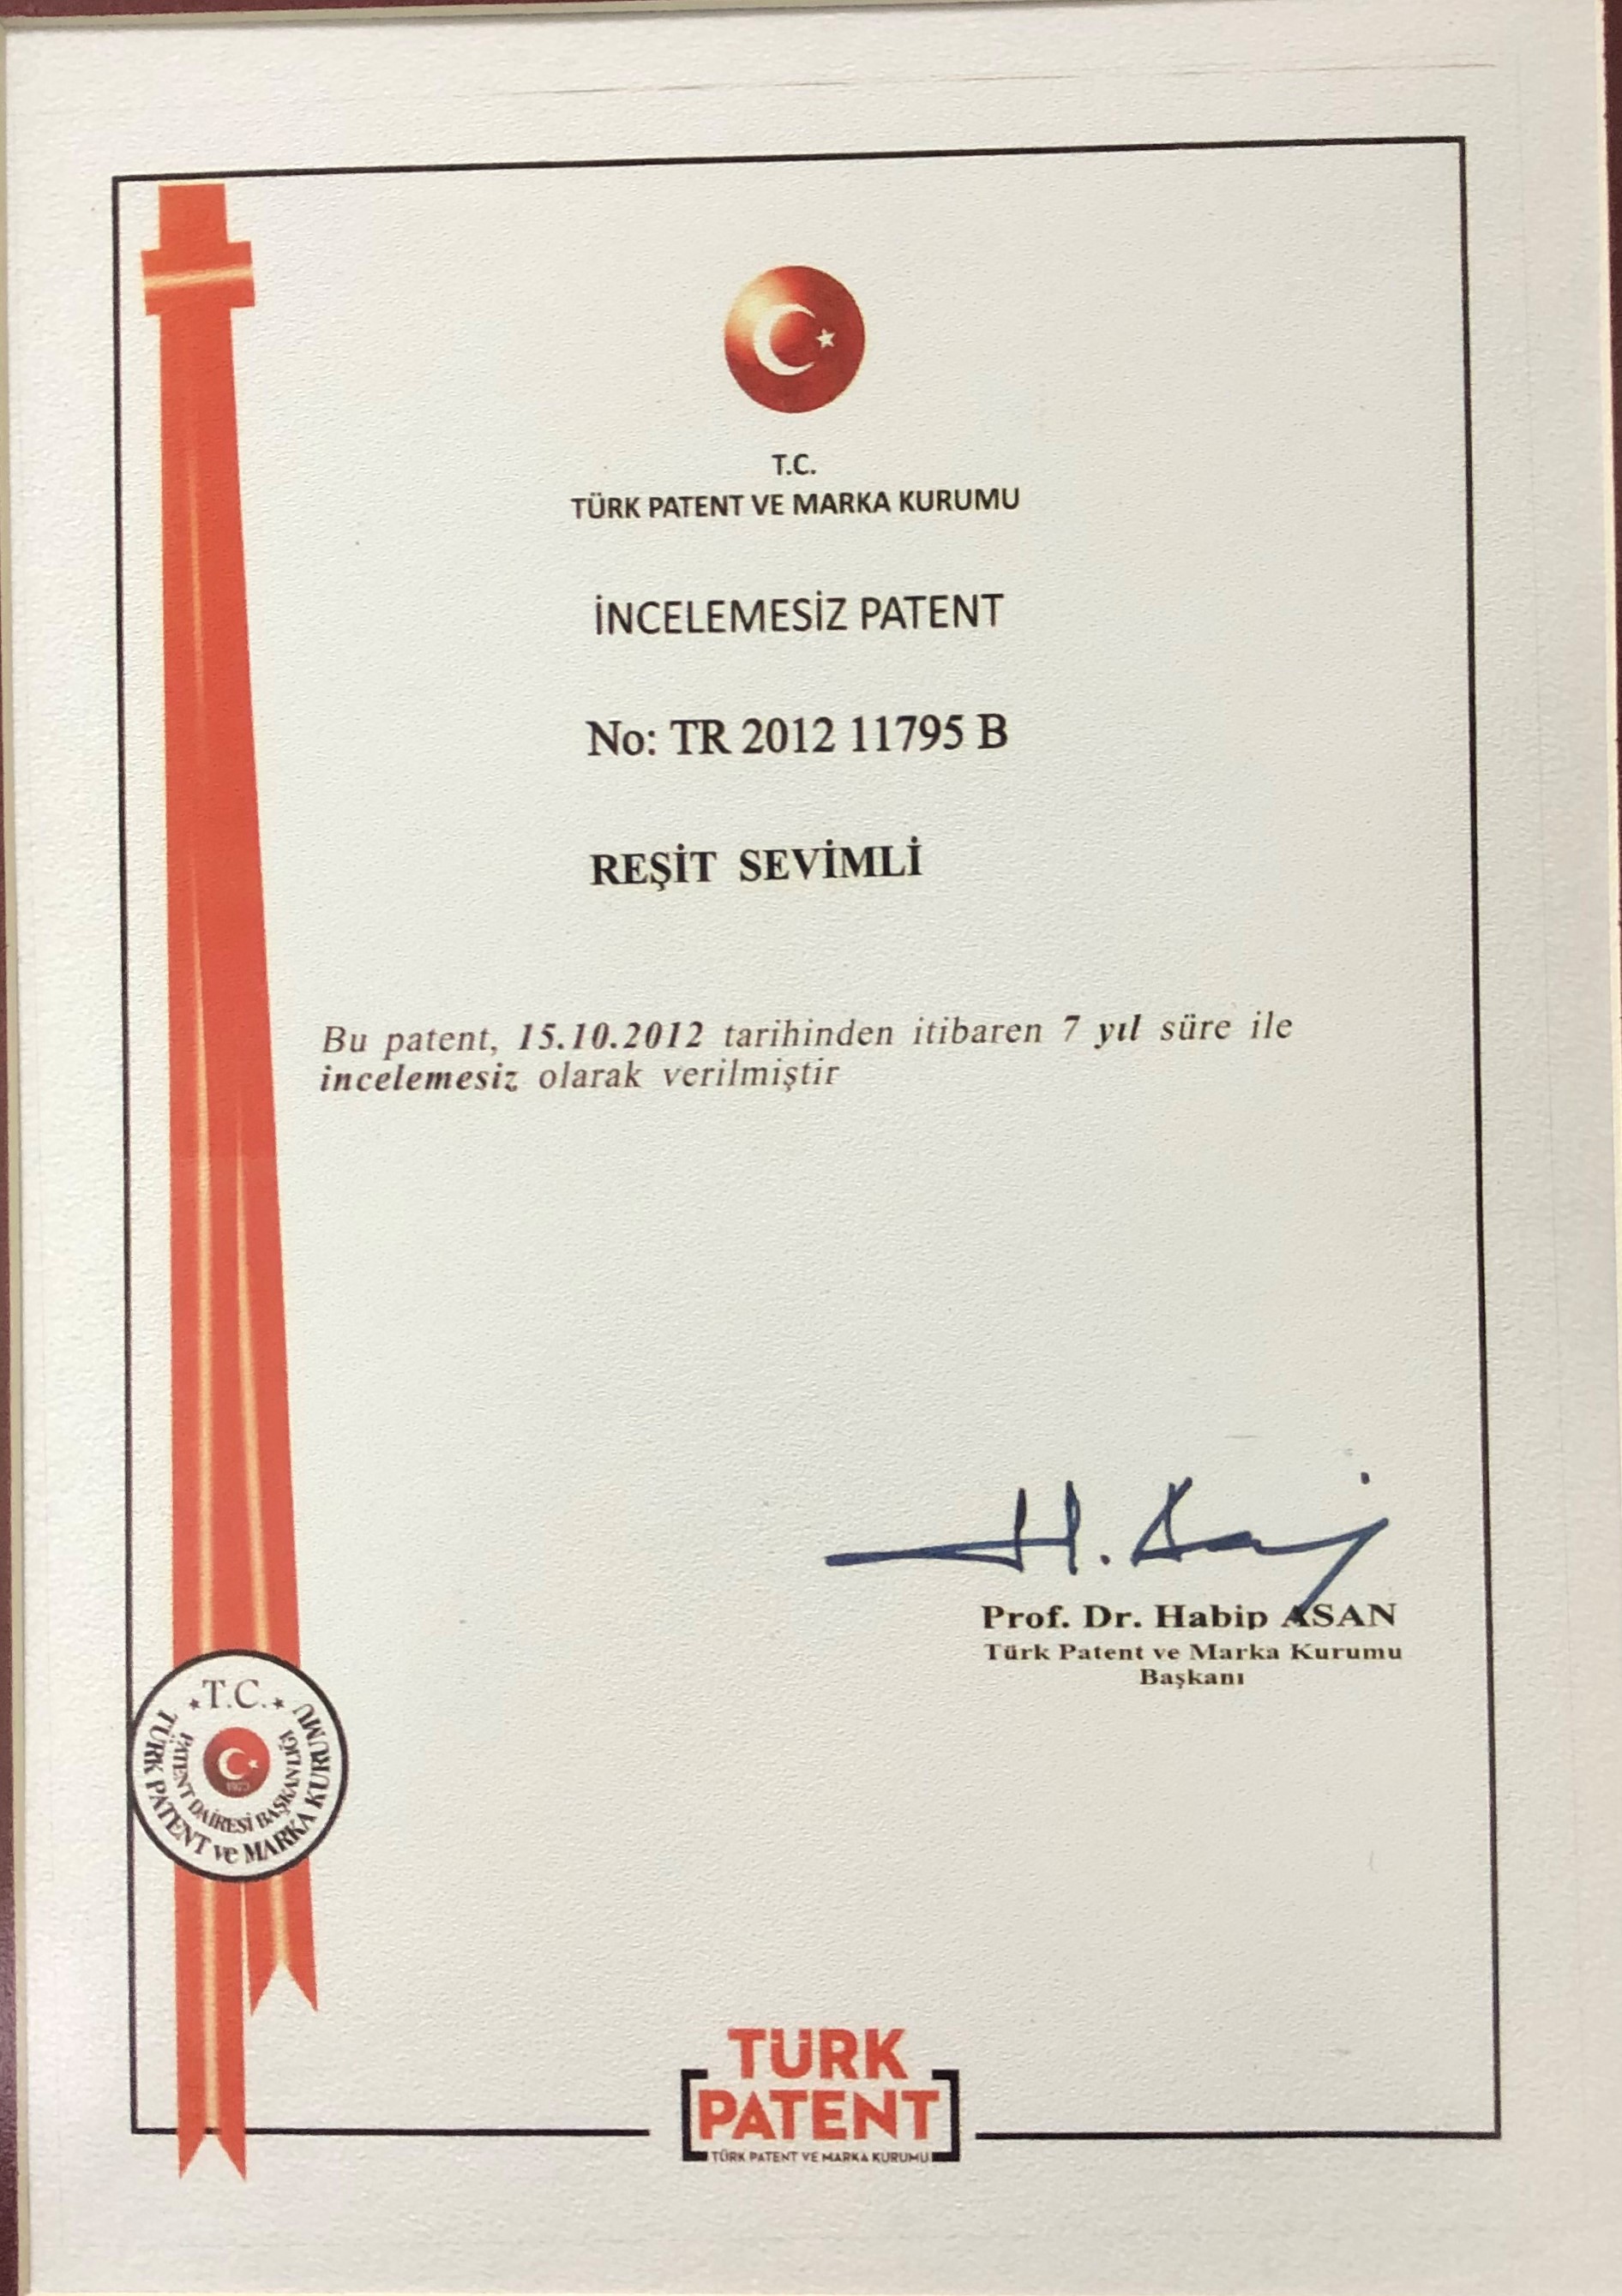 T.C.
TÜRK PATENT VE MARKA KURUMU
İNCELEMESİZ PATENT
No: TR 2012 11795 B
REŞİT SEVİMLİ
Bu patent, 15.10.2012 tarihinden itibaren 7 yıl süre ile
incelemesiz olarak verilmiştir
H. Asan
Prof. Dr. Habip ASAN
Türk Patent ve Marka Kurumu
Başkanı
T.C.
TÜRK PATENT ve MARKA KURUMU
PATENT DAİRESİ BAŞKANLIĞI
TÜRK
PATENT
TÜRK PATENT VE MARKA KURUMU